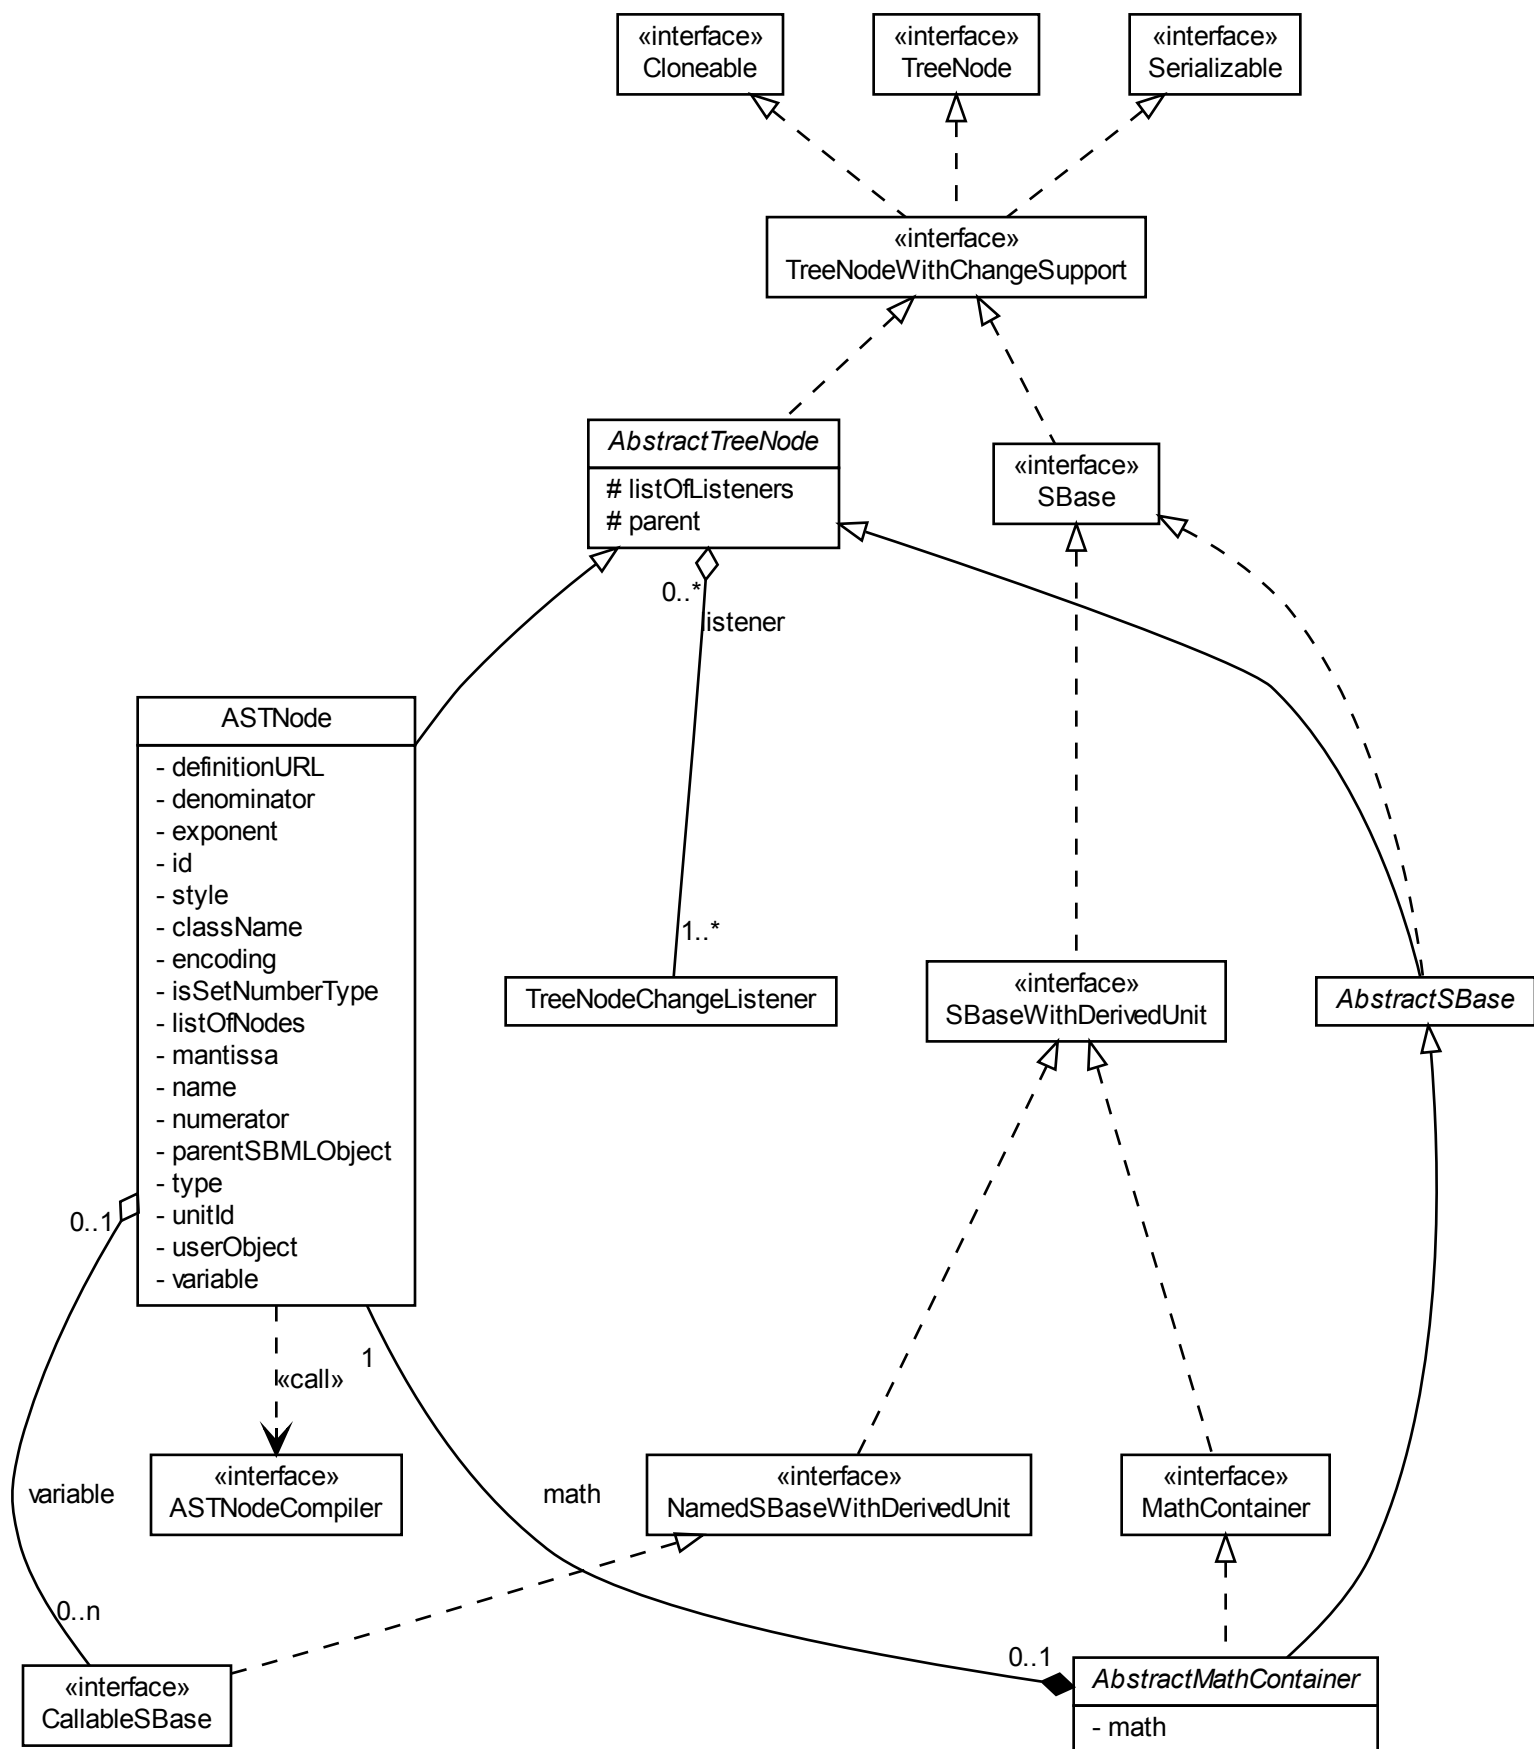 «interface»
Cloneable
«interface»
TreeNode
«interface»
Serializable
«interface»
TreeNodeWithChangeSupport
AbstractTreeNode
# listOfListeners
# parent
«interface»
SBase
0..*
listener
ASTNode
- definitionURL
- denominator
- exponent
- id
- style
- className
- encoding
- isSetNumberType
- listOfNodes
- mantissa
- name
- numerator
- parentSBMLObject
- type
- unitId
- userObject
- variable
1..*
TreeNodeChangeListener
«interface»
SBaseWithDerivedUnit
AbstractSBase
0..1
1
«call»
variable
«interface»
ASTNodeCompiler
math
«interface»
NamedSBaseWithDerivedUnit
«interface»
MathContainer
0..n
«interface»
CallableSBase
0..1
AbstractMathContainer
- math